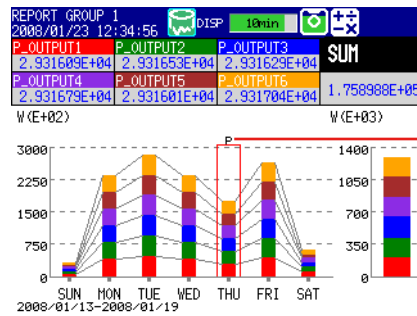 REPORT GROUP 1
2008/01/23 12:34:56 DISP 10min
P_OUTPUT1 P_OUTPUT2 P_OUTPUT3 SUM
2.931609E+04 2.931653E+04 2.931629E+04
P_OUTPUT4 P_OUTPUT5 P_OUTPUT6
2.931679E+04 2.931601E+04 2.931704E+04 1.758988E+05
W(E+02) W(E+03)
P
3000 1400
2250 1050
1500 700
750 350
0 0
SUN MON TUE WED THU FRI SAT
2008/01/13-2008/01/19